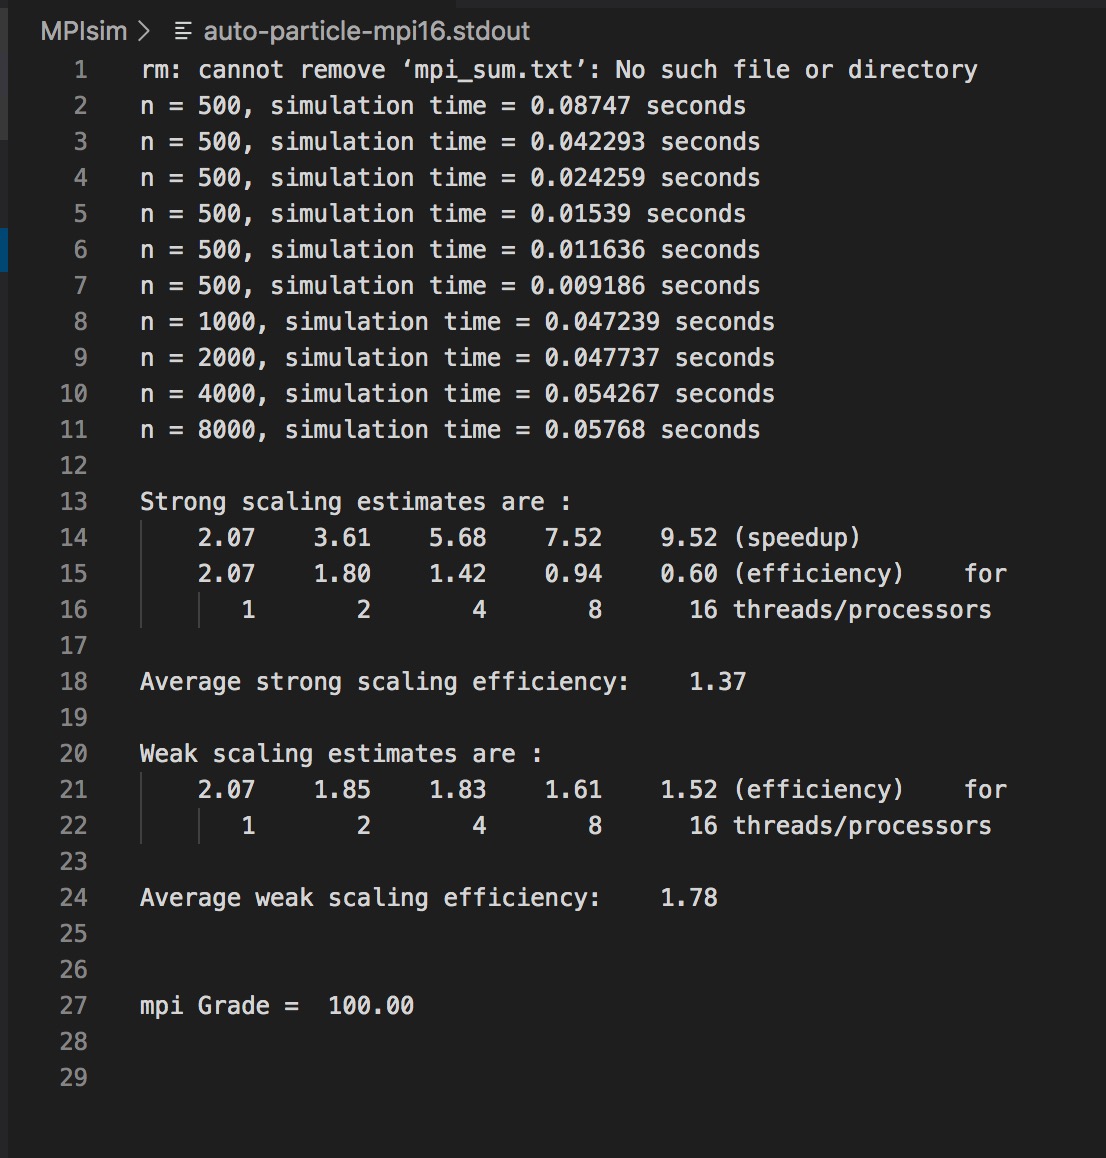 MPIsim > auto-particle-mpi16.stdout
1 rm: cannot remove ‘mpi_sum.txt’: No such file or directory
2 n = 500, simulation time = 0.08747 seconds
3 n = 500, simulation time = 0.042293 seconds
4 n = 500, simulation time = 0.024259 seconds
5 n = 500, simulation time = 0.01539 seconds
6 n = 500, simulation time = 0.011636 seconds
7 n = 500, simulation time = 0.009186 seconds
8 n = 1000, simulation time = 0.047239 seconds
9 n = 2000, simulation time = 0.047737 seconds
10 n = 4000, simulation time = 0.054267 seconds
11 n = 8000, simulation time = 0.05768 seconds
12
13 Strong scaling estimates are :
14 2.07 3.61 5.68 7.52 9.52 (speedup)
15 2.07 1.80 1.42 0.94 0.60 (efficiency) for
16 1 2 4 8 16 threads/processors
17
18 Average strong scaling efficiency: 1.37
19
20 Weak scaling estimates are :
21 2.07 1.85 1.83 1.61 1.52 (efficiency) for
22 1 2 4 8 16 threads/processors
23
24 Average weak scaling efficiency: 1.78
25
26
27 mpi Grade = 100.00
28
29